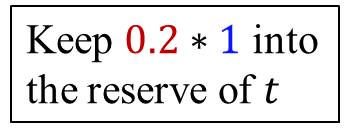 Keep 0.2 ∗ 1 into
the reserve of t